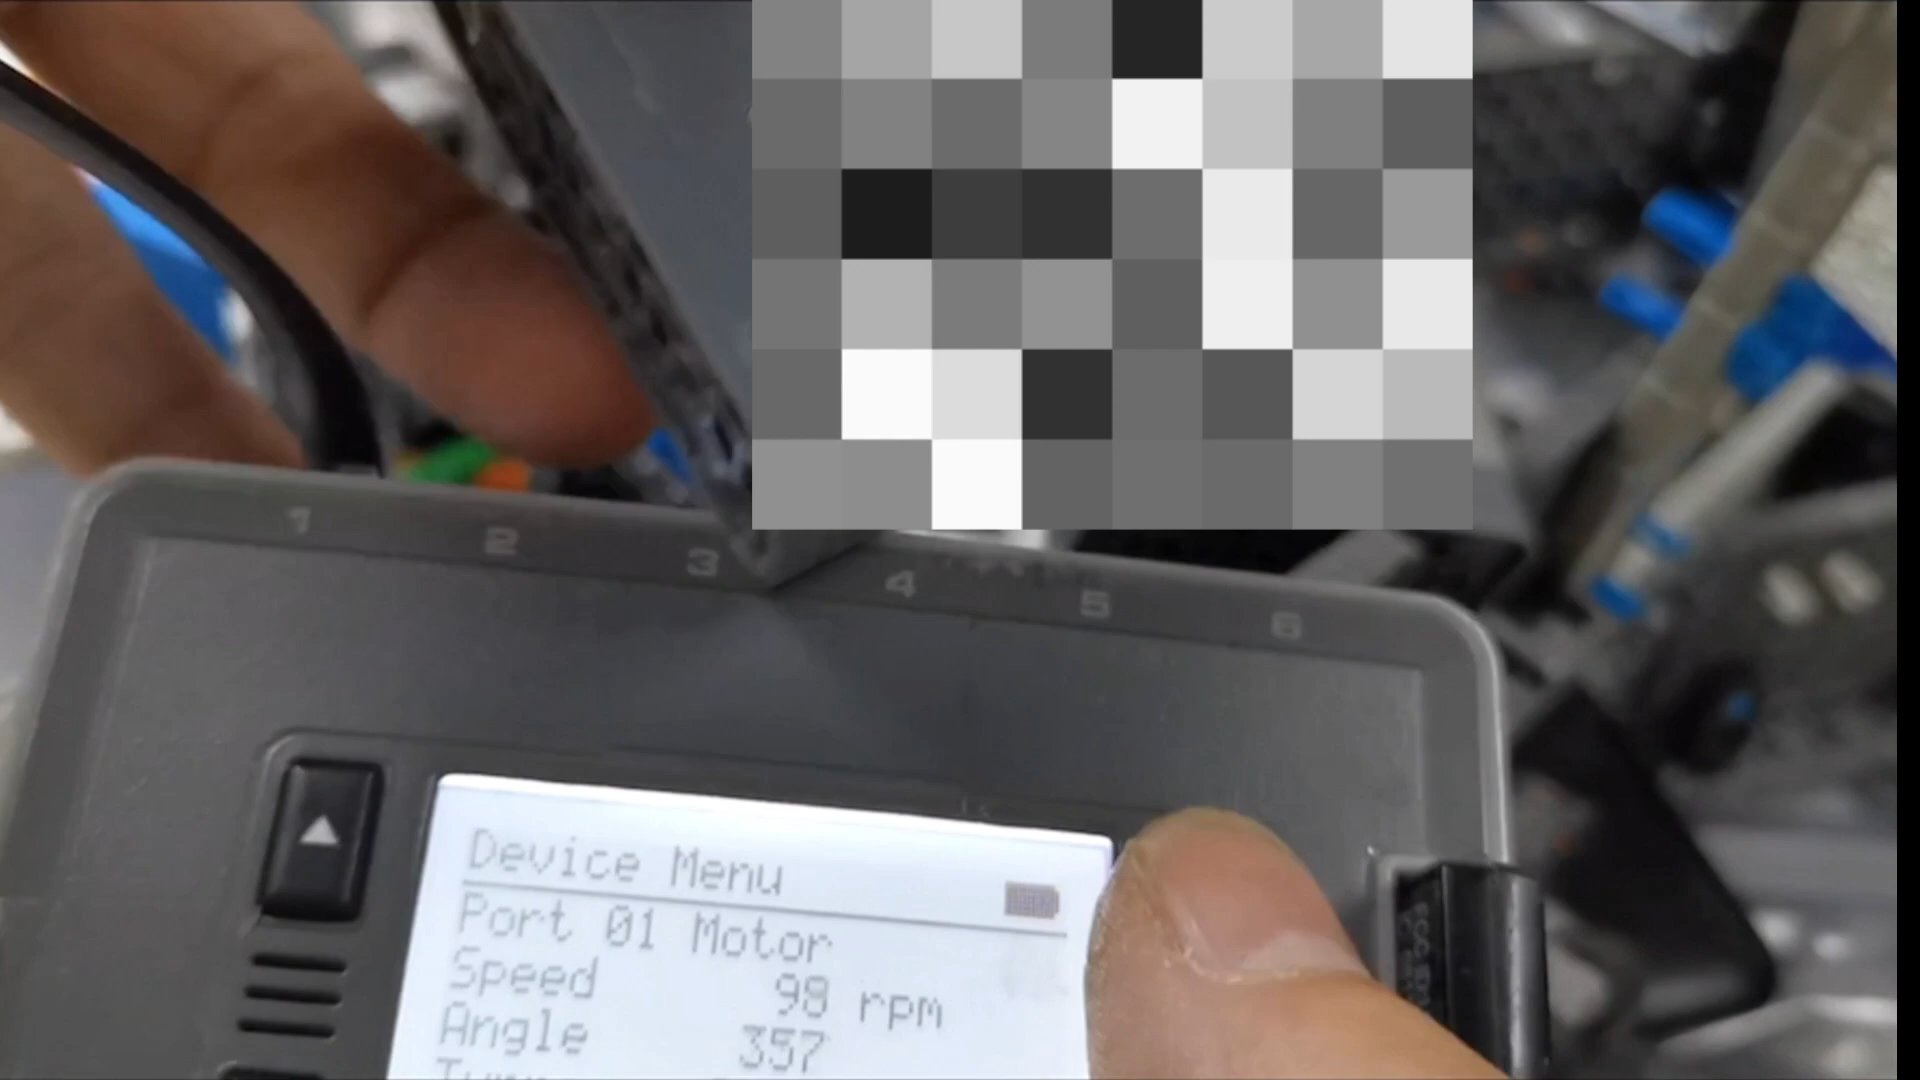 1 2 3 4 5 6
Device Menu
Port 01 Motor
Speed 98 rpm
Angle 357